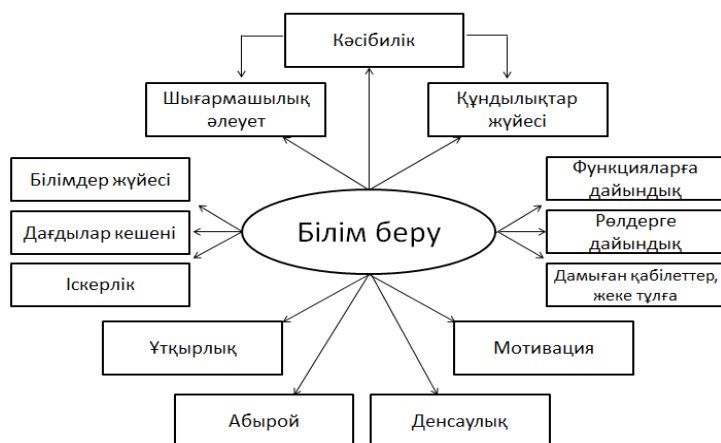 Кәсібилік
Шығармашылық
әлеует
Құндылықтар
жүйесі
Білімдер жүйесі
Дағдылар кешені
Іскерлік
Білім беру
Функцияларға
дайындық
Рөлдерге
дайындық
Дамыған қабілеттер,
жеке тұлға
Ұтқырлық
Мотивация
Абырой
Денсаулық